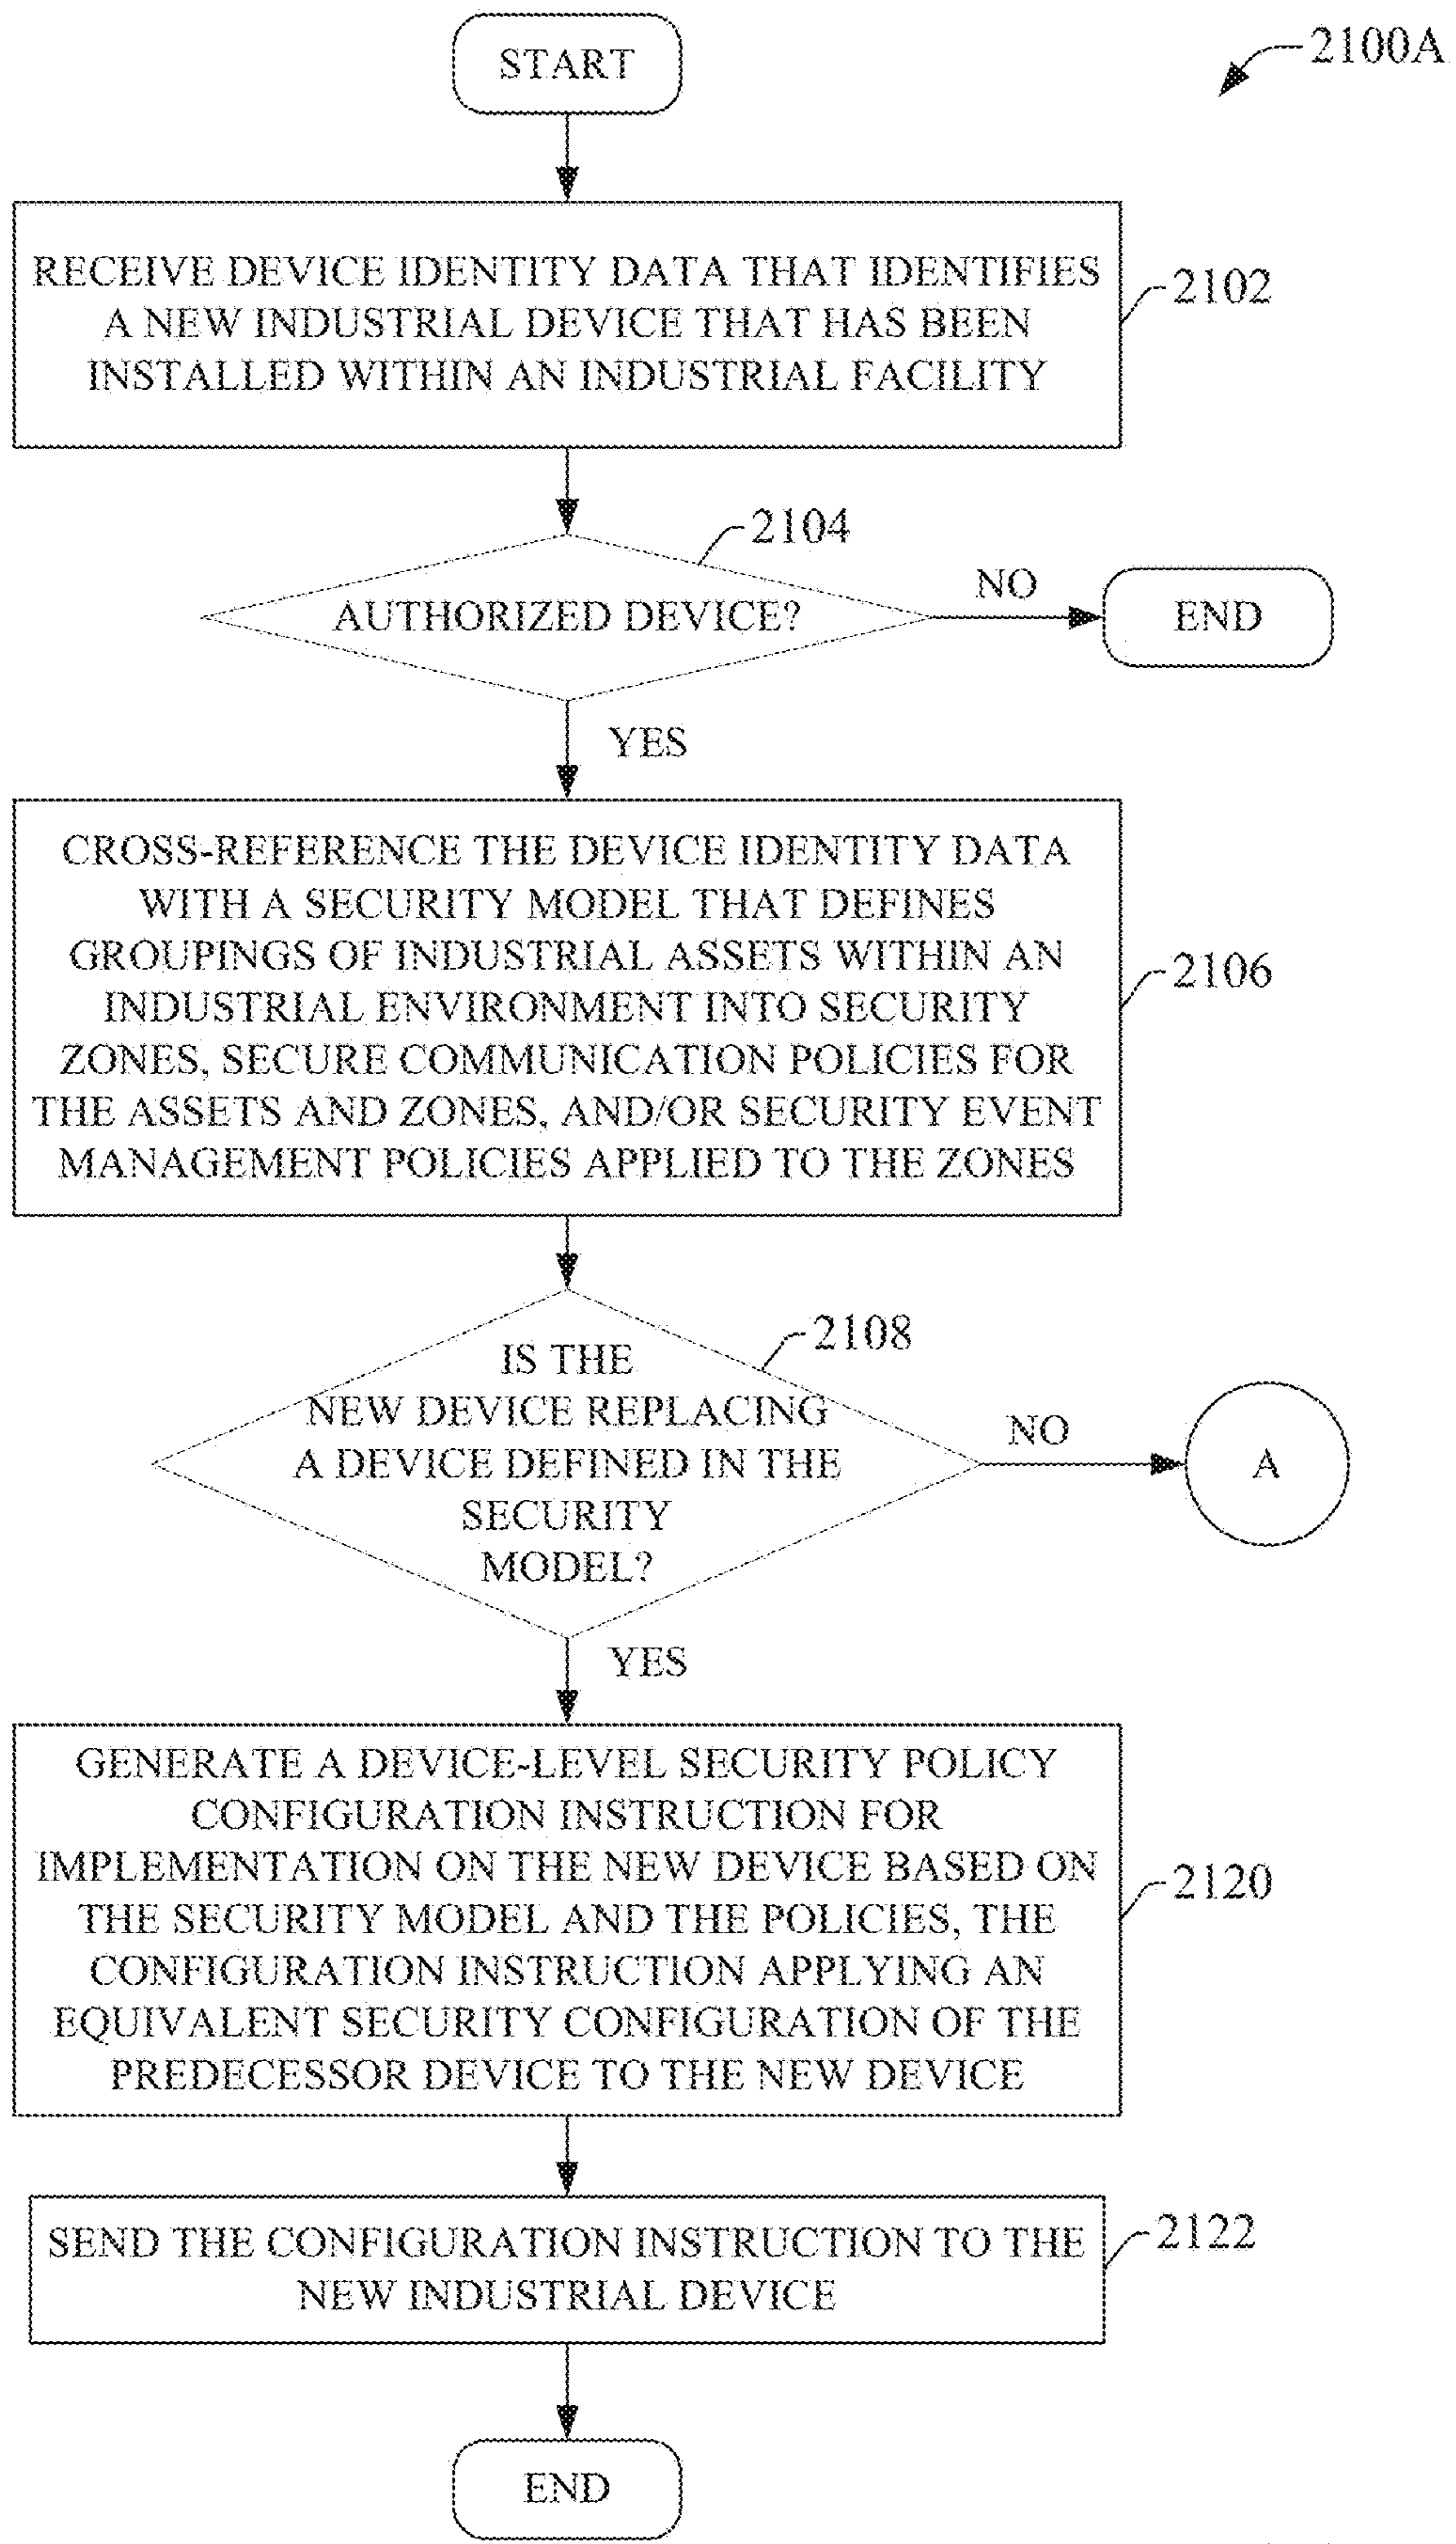 START
2100A
RECEIVE DEVICE IDENTITY DATA THAT IDENTIFIES
A NEW INDUSTRIAL DEVICE THAT HAS BEEN
INSTALLED WITHIN AN INDUSTRIAL FACILITY
2102
2104
AUTHORIZED DEVICE?
NO
END
YES
CROSS-REFERENCE THE DEVICE IDENTITY DATA
WITH A SECURITY MODEL THAT DEFINES
GROUPINGS OF INDUSTRIAL ASSETS WITHIN AN
INDUSTRIAL ENVIRONMENT INTO SECURITY
ZONES, SECURE COMMUNICATION POLICIES FOR
THE ASSETS AND ZONES, AND/OR SECURITY EVENT
MANAGEMENT POLICIES APPLIED TO THE ZONES
2106
2108
IS THE
NEW DEVICE REPLACING
A DEVICE DEFINED IN THE
SECURITY
MODEL?
NO
A
YES
GENERATE A DEVICE-LEVEL SECURITY POLICY
CONFIGURATION INSTRUCTION FOR
IMPLEMENTATION ON THE NEW DEVICE BASED ON
THE SECURITY MODEL AND THE POLICIES, THE
CONFIGURATION INSTRUCTION APPLYING AN
EQUIVALENT SECURITY CONFIGURATION OF THE
PREDECESSOR DEVICE TO THE NEW DEVICE
2120
SEND THE CONFIGURATION INSTRUCTION TO THE
NEW INDUSTRIAL DEVICE
2122
END